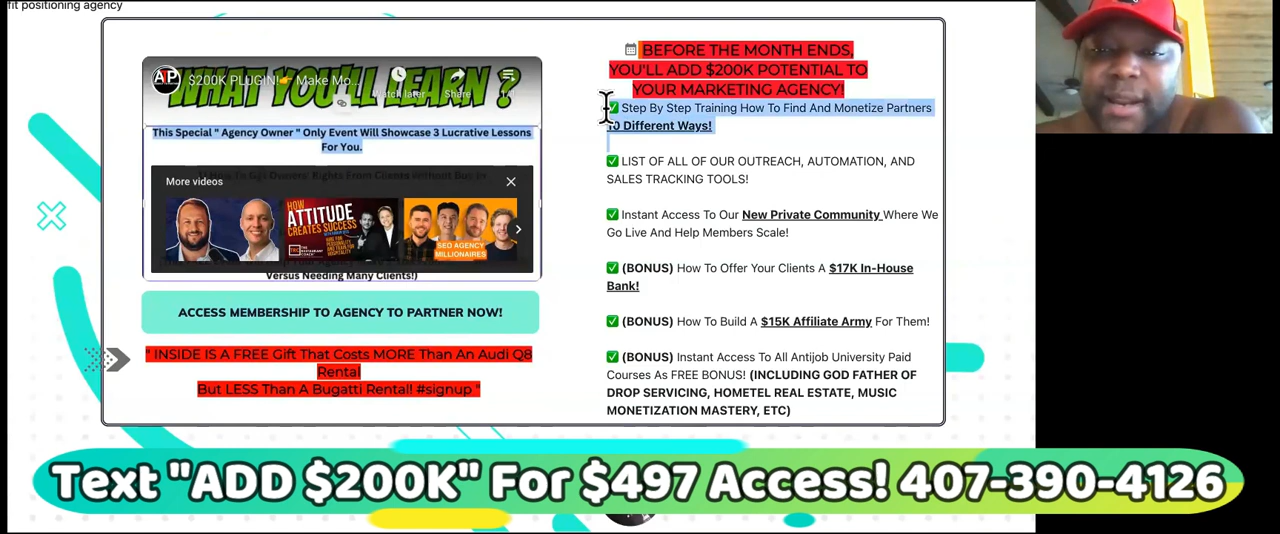 fit positioning agency
ATP
$200K PLUGIN!👉 Make Mo...
Watch later
Share
WHAT YOU'LL LEARN ?
This Special " Agency Owner " Only Event Will Showcase 3 Lucrative Lessons
For You.
More videos
HOW
ATTITUDE
CREATES SUCCESS
SEO AGENCY
MILLIONAIRES
Versus Needing Many Clients!)
ACCESS MEMBERSHIP TO AGENCY TO PARTNER NOW!
" INSIDE IS A FREE Gift That Costs MORE Than An Audi Q8
Rental
But LESS Than A Bugatti Rental! #signup "
BEFORE THE MONTH ENDS,
YOU'LL ADD $200K POTENTIAL TO
YOUR MARKETING AGENCY!
✅ Step By Step Training How To Find And Monetize Partners
10 Different Ways!
✅ LIST OF ALL OF OUR OUTREACH, AUTOMATION, AND
SALES TRACKING TOOLS!
✅ Instant Access To Our New Private Community Where We
Go Live And Help Members Scale!
✅ (BONUS) How To Offer Your Clients A $17K In-House
Bank!
✅ (BONUS) How To Build A $15K Affiliate Army For Them!
✅ (BONUS) Instant Access To All Antijob University Paid
Courses As FREE BONUS! (INCLUDING GOD FATHER OF
DROP SERVICING, HOMETEL REAL ESTATE, MUSIC
MONETIZATION MASTERY, ETC)
Text "ADD $200K" For $497 Access! 407-390-4126